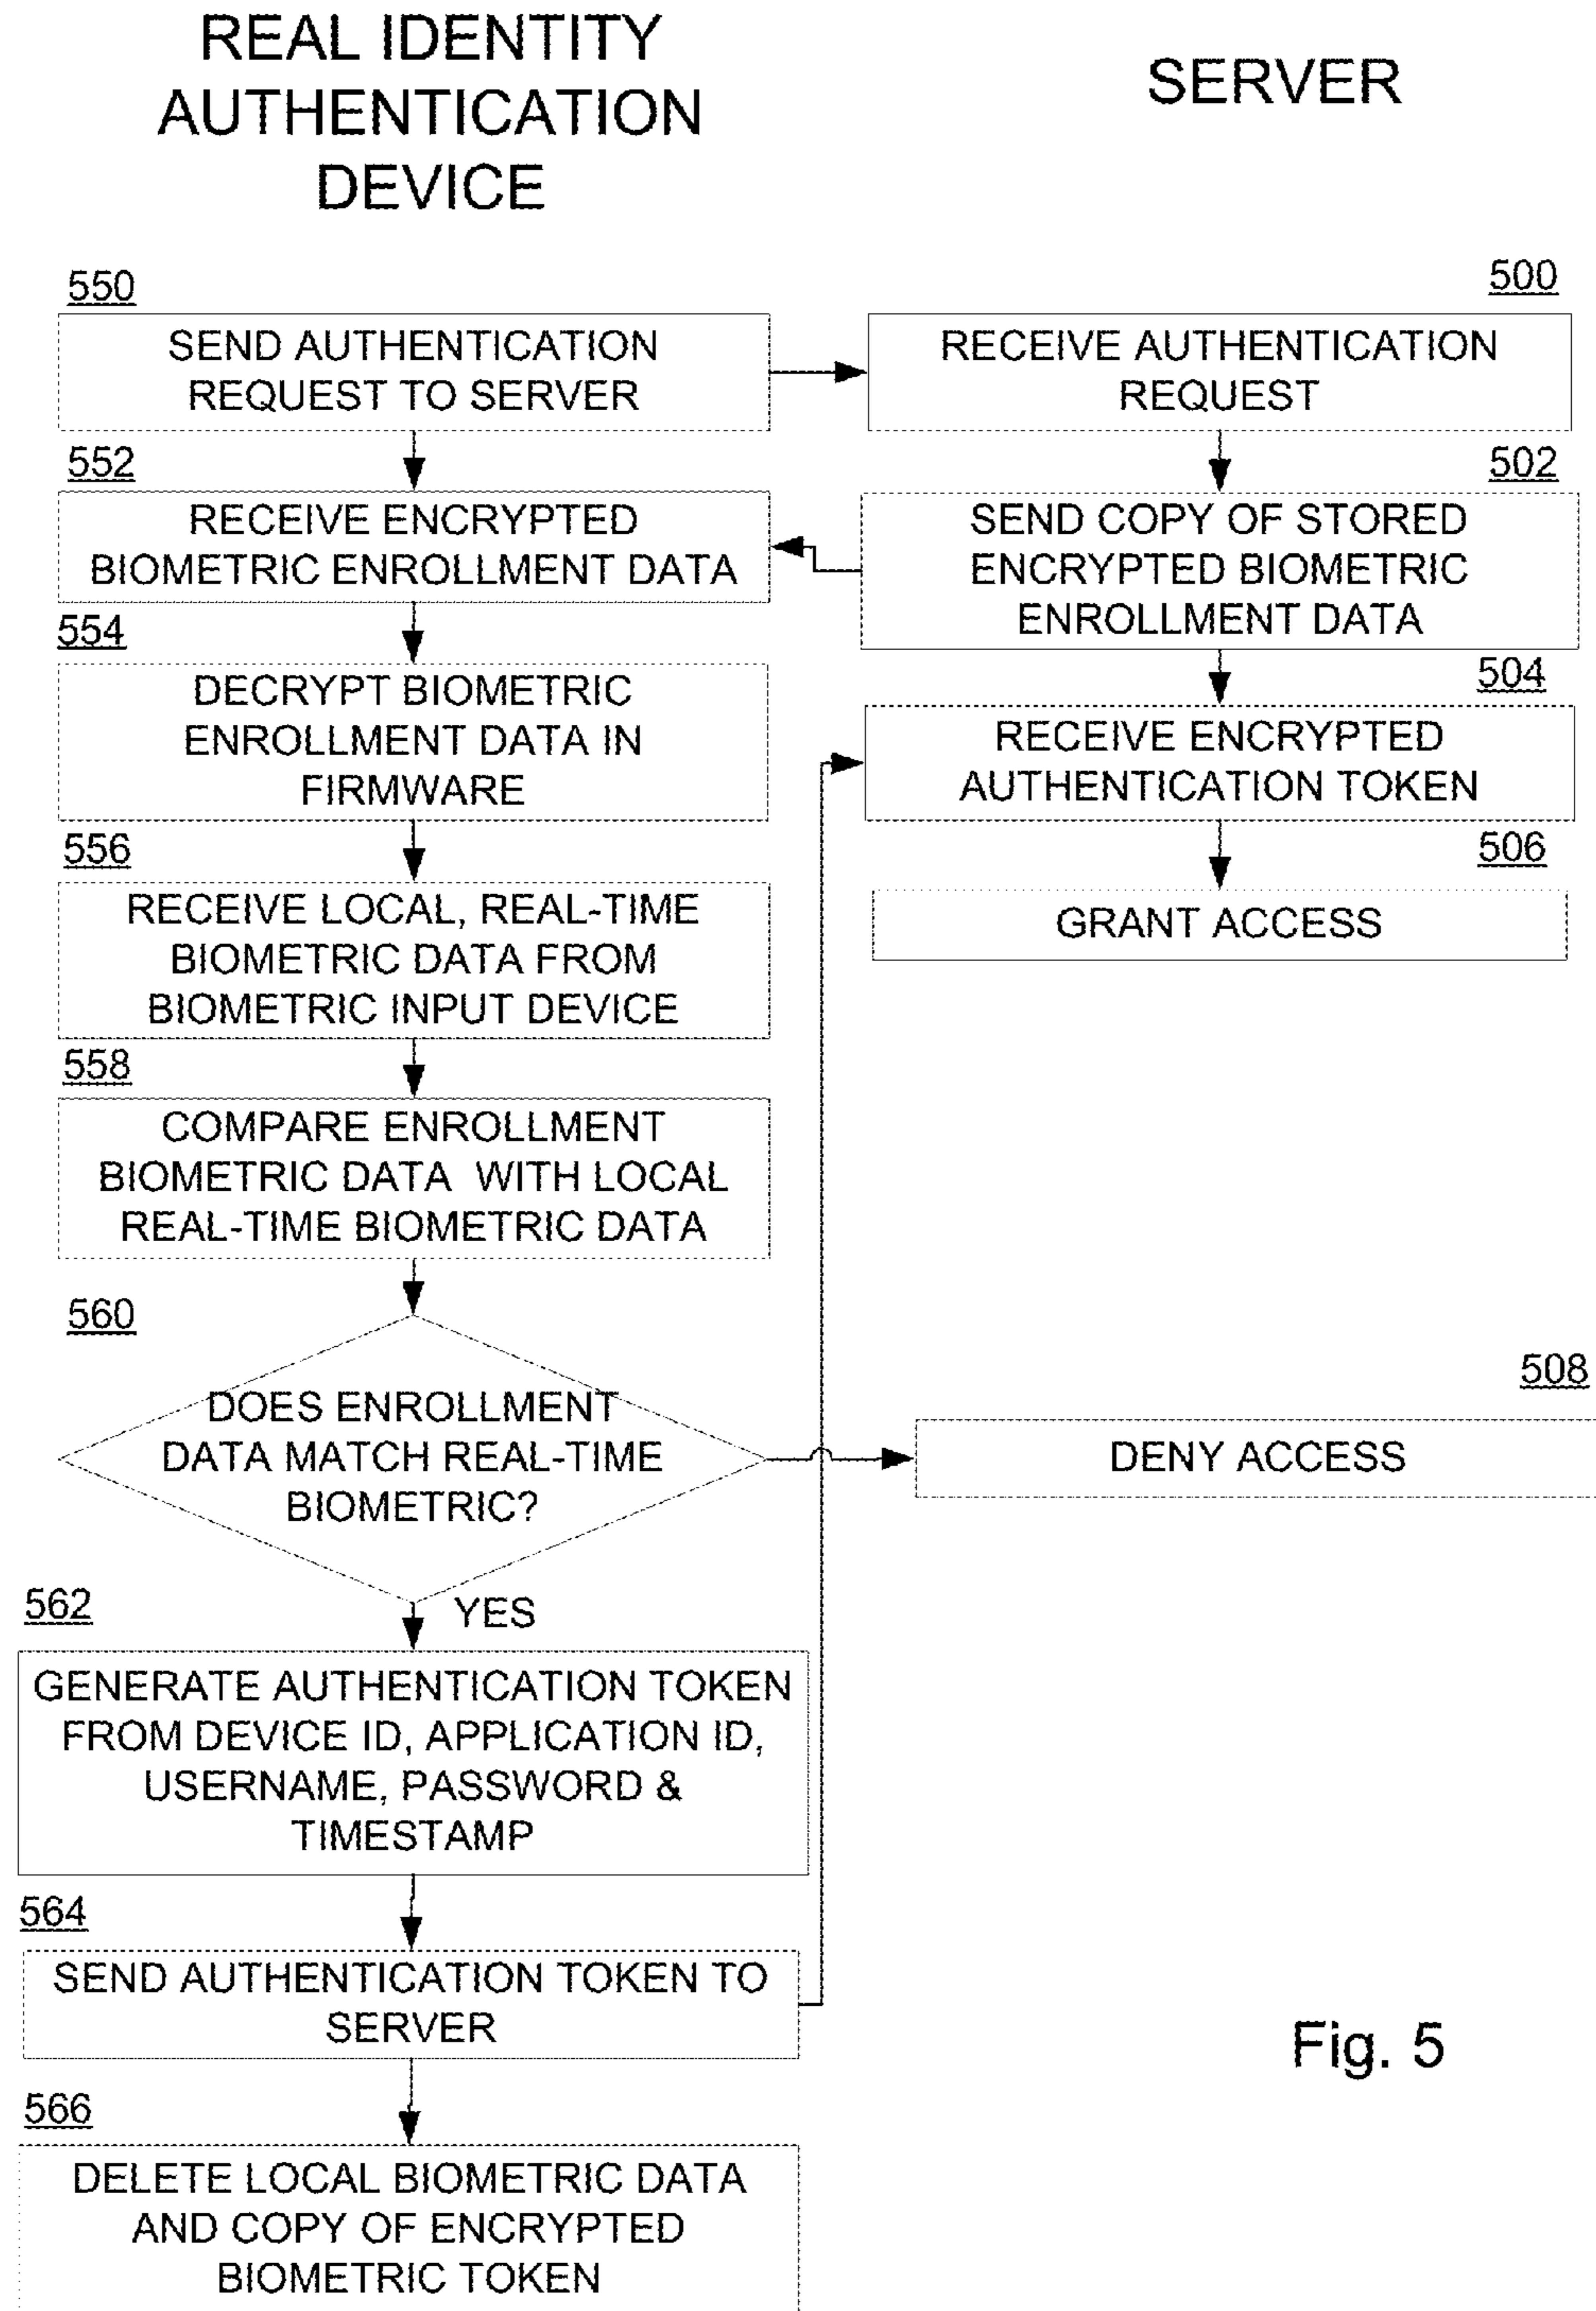 REAL IDENTITY
AUTHENTICATION
DEVICE
SERVER
550
SEND AUTHENTICATION
REQUEST TO SERVER
500
RECEIVE AUTHENTICATION
REQUEST
552
RECEIVE ENCRYPTED
BIOMETRIC ENROLLMENT DATA
502
SEND COPY OF STORED
ENCRYPTED BIOMETRIC
ENROLLMENT DATA
554
DECRYPT BIOMETRIC
ENROLLMENT DATA IN
FIRMWARE
504
RECEIVE ENCRYPTED
AUTHENTICATION TOKEN
556
RECEIVE LOCAL, REAL-TIME
BIOMETRIC DATA FROM
BIOMETRIC INPUT DEVICE
506
GRANT ACCESS
558
COMPARE ENROLLMENT
BIOMETRIC DATA WITH LOCAL
REAL-TIME BIOMETRIC DATA
560
DOES ENROLLMENT
DATA MATCH REAL-TIME
BIOMETRIC?
508
DENY ACCESS
YES
562
GENERATE AUTHENTICATION TOKEN
FROM DEVICE ID, APPLICATION ID,
USERNAME, PASSWORD &
TIMESTAMP
564
SEND AUTHENTICATION TOKEN TO
SERVER
566
DELETE LOCAL BIOMETRIC DATA
AND COPY OF ENCRYPTED
BIOMETRIC TOKEN
Fig. 5